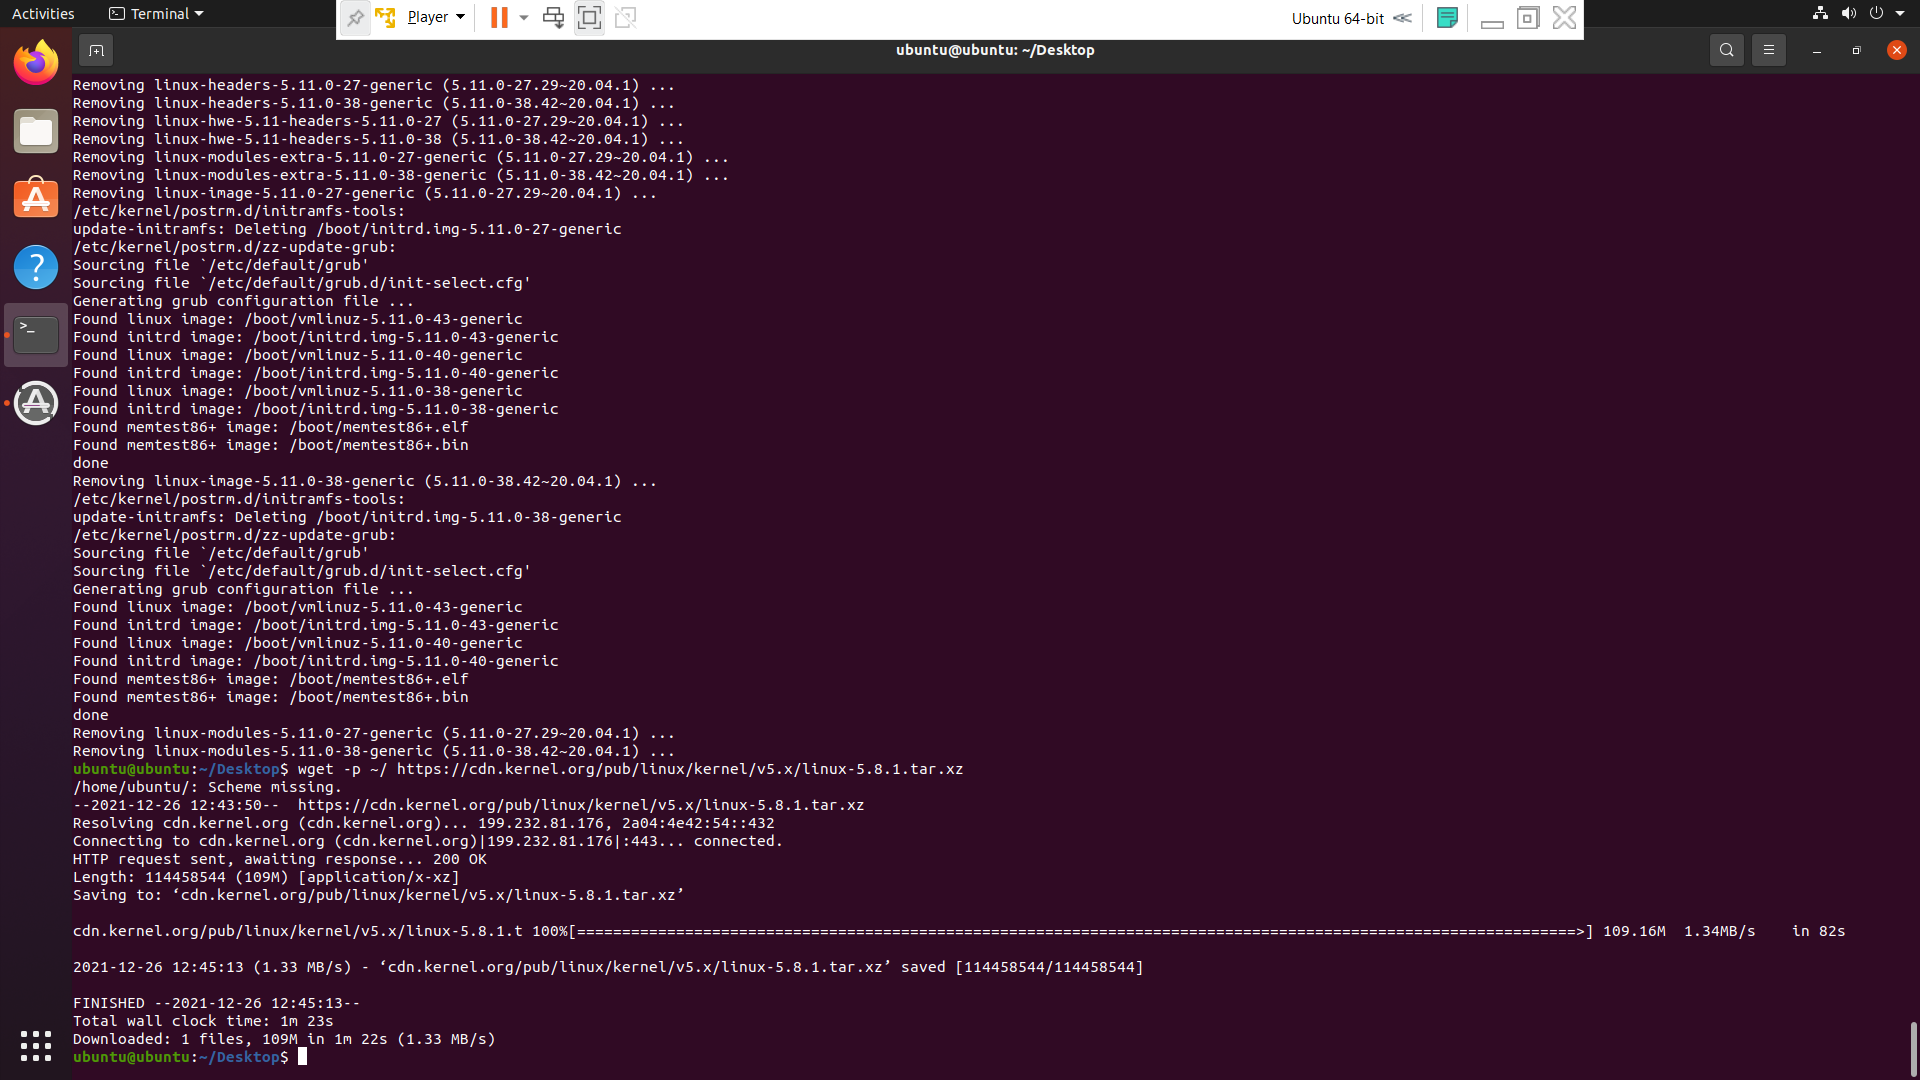 Activities
Terminal
Player
Ubuntu 64-bit
ubuntu@ubuntu: ~/Desktop
Removing linux-headers-5.11.0-27-generic (5.11.0-27.29~20.04.1) ...
Removing linux-headers-5.11.0-38-generic (5.11.0-38.42~20.04.1) ...
Removing linux-hwe-5.11-headers-5.11.0-27 (5.11.0-27.29~20.04.1) ...
Removing linux-hwe-5.11-headers-5.11.0-38 (5.11.0-38.42~20.04.1) ...
Removing linux-modules-extra-5.11.0-27-generic (5.11.0-27.29~20.04.1) ...
Removing linux-modules-extra-5.11.0-38-generic (5.11.0-38.42~20.04.1) ...
Removing linux-image-5.11.0-27-generic (5.11.0-27.29~20.04.1) ...
/etc/kernel/postrm.d/initramfs-tools:
update-initramfs: Deleting /boot/initrd.img-5.11.0-27-generic
/etc/kernel/postrm.d/zz-update-grub:
Sourcing file `/etc/default/grub'
Sourcing file `/etc/default/grub.d/init-select.cfg'
Generating grub configuration file ...
Found linux image: /boot/vmlinuz-5.11.0-43-generic
Found initrd image: /boot/initrd.img-5.11.0-43-generic
Found linux image: /boot/vmlinuz-5.11.0-40-generic
Found initrd image: /boot/initrd.img-5.11.0-40-generic
Found linux image: /boot/vmlinuz-5.11.0-38-generic
Found initrd image: /boot/initrd.img-5.11.0-38-generic
Found memtest86+ image: /boot/memtest86+.elf
Found memtest86+ image: /boot/memtest86+.bin
done
Removing linux-image-5.11.0-38-generic (5.11.0-38.42~20.04.1) ...
/etc/kernel/postrm.d/initramfs-tools:
update-initramfs: Deleting /boot/initrd.img-5.11.0-38-generic
/etc/kernel/postrm.d/zz-update-grub:
Sourcing file `/etc/default/grub'
Sourcing file `/etc/default/grub.d/init-select.cfg'
Generating grub configuration file ...
Found linux image: /boot/vmlinuz-5.11.0-43-generic
Found initrd image: /boot/initrd.img-5.11.0-43-generic
Found linux image: /boot/vmlinuz-5.11.0-40-generic
Found initrd image: /boot/initrd.img-5.11.0-40-generic
Found memtest86+ image: /boot/memtest86+.elf
Found memtest86+ image: /boot/memtest86+.bin
done
Removing linux-modules-5.11.0-27-generic (5.11.0-27.29~20.04.1) ...
Removing linux-modules-5.11.0-38-generic (5.11.0-38.42~20.04.1) ...
ubuntu@ubuntu:~/Desktop$ wget -p ~/ https://cdn.kernel.org/pub/linux/kernel/v5.x/linux-5.8.1.tar.xz
/home/ubuntu/: Scheme missing.
--2021-12-26 12:43:50--  https://cdn.kernel.org/pub/linux/kernel/v5.x/linux-5.8.1.tar.xz
Resolving cdn.kernel.org (cdn.kernel.org)... 199.232.81.176, 2a04:4e42:54::432
Connecting to cdn.kernel.org (cdn.kernel.org)|199.232.81.176|:443... connected.
HTTP request sent, awaiting response... 200 OK
Length: 114458544 (109M) [application/x-xz]
Saving to: ‘cdn.kernel.org/pub/linux/kernel/v5.x/linux-5.8.1.tar.xz’
cdn.kernel.org/pub/linux/kernel/v5.x/linux-5.8.1.t 100%[===============================================================================================================>] 109.16M  1.34MB/s    in 82s
2021-12-26 12:45:13 (1.33 MB/s) - ‘cdn.kernel.org/pub/linux/kernel/v5.x/linux-5.8.1.tar.xz’ saved [114458544/114458544]
FINISHED --2021-12-26 12:45:13--
Total wall clock time: 1m 23s
Downloaded: 1 files, 109M in 1m 22s (1.33 MB/s)
ubuntu@ubuntu:~/Desktop$